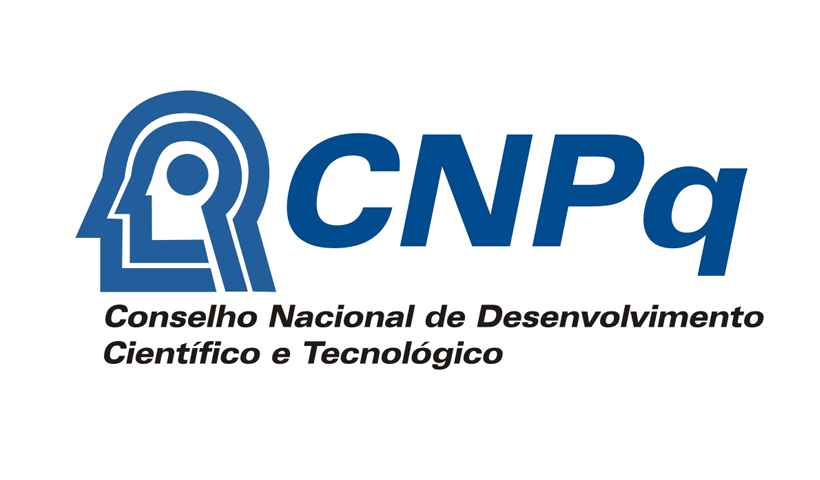 CNPq
Conselho Nacional de Desenvolvimento
Científico e Tecnológico